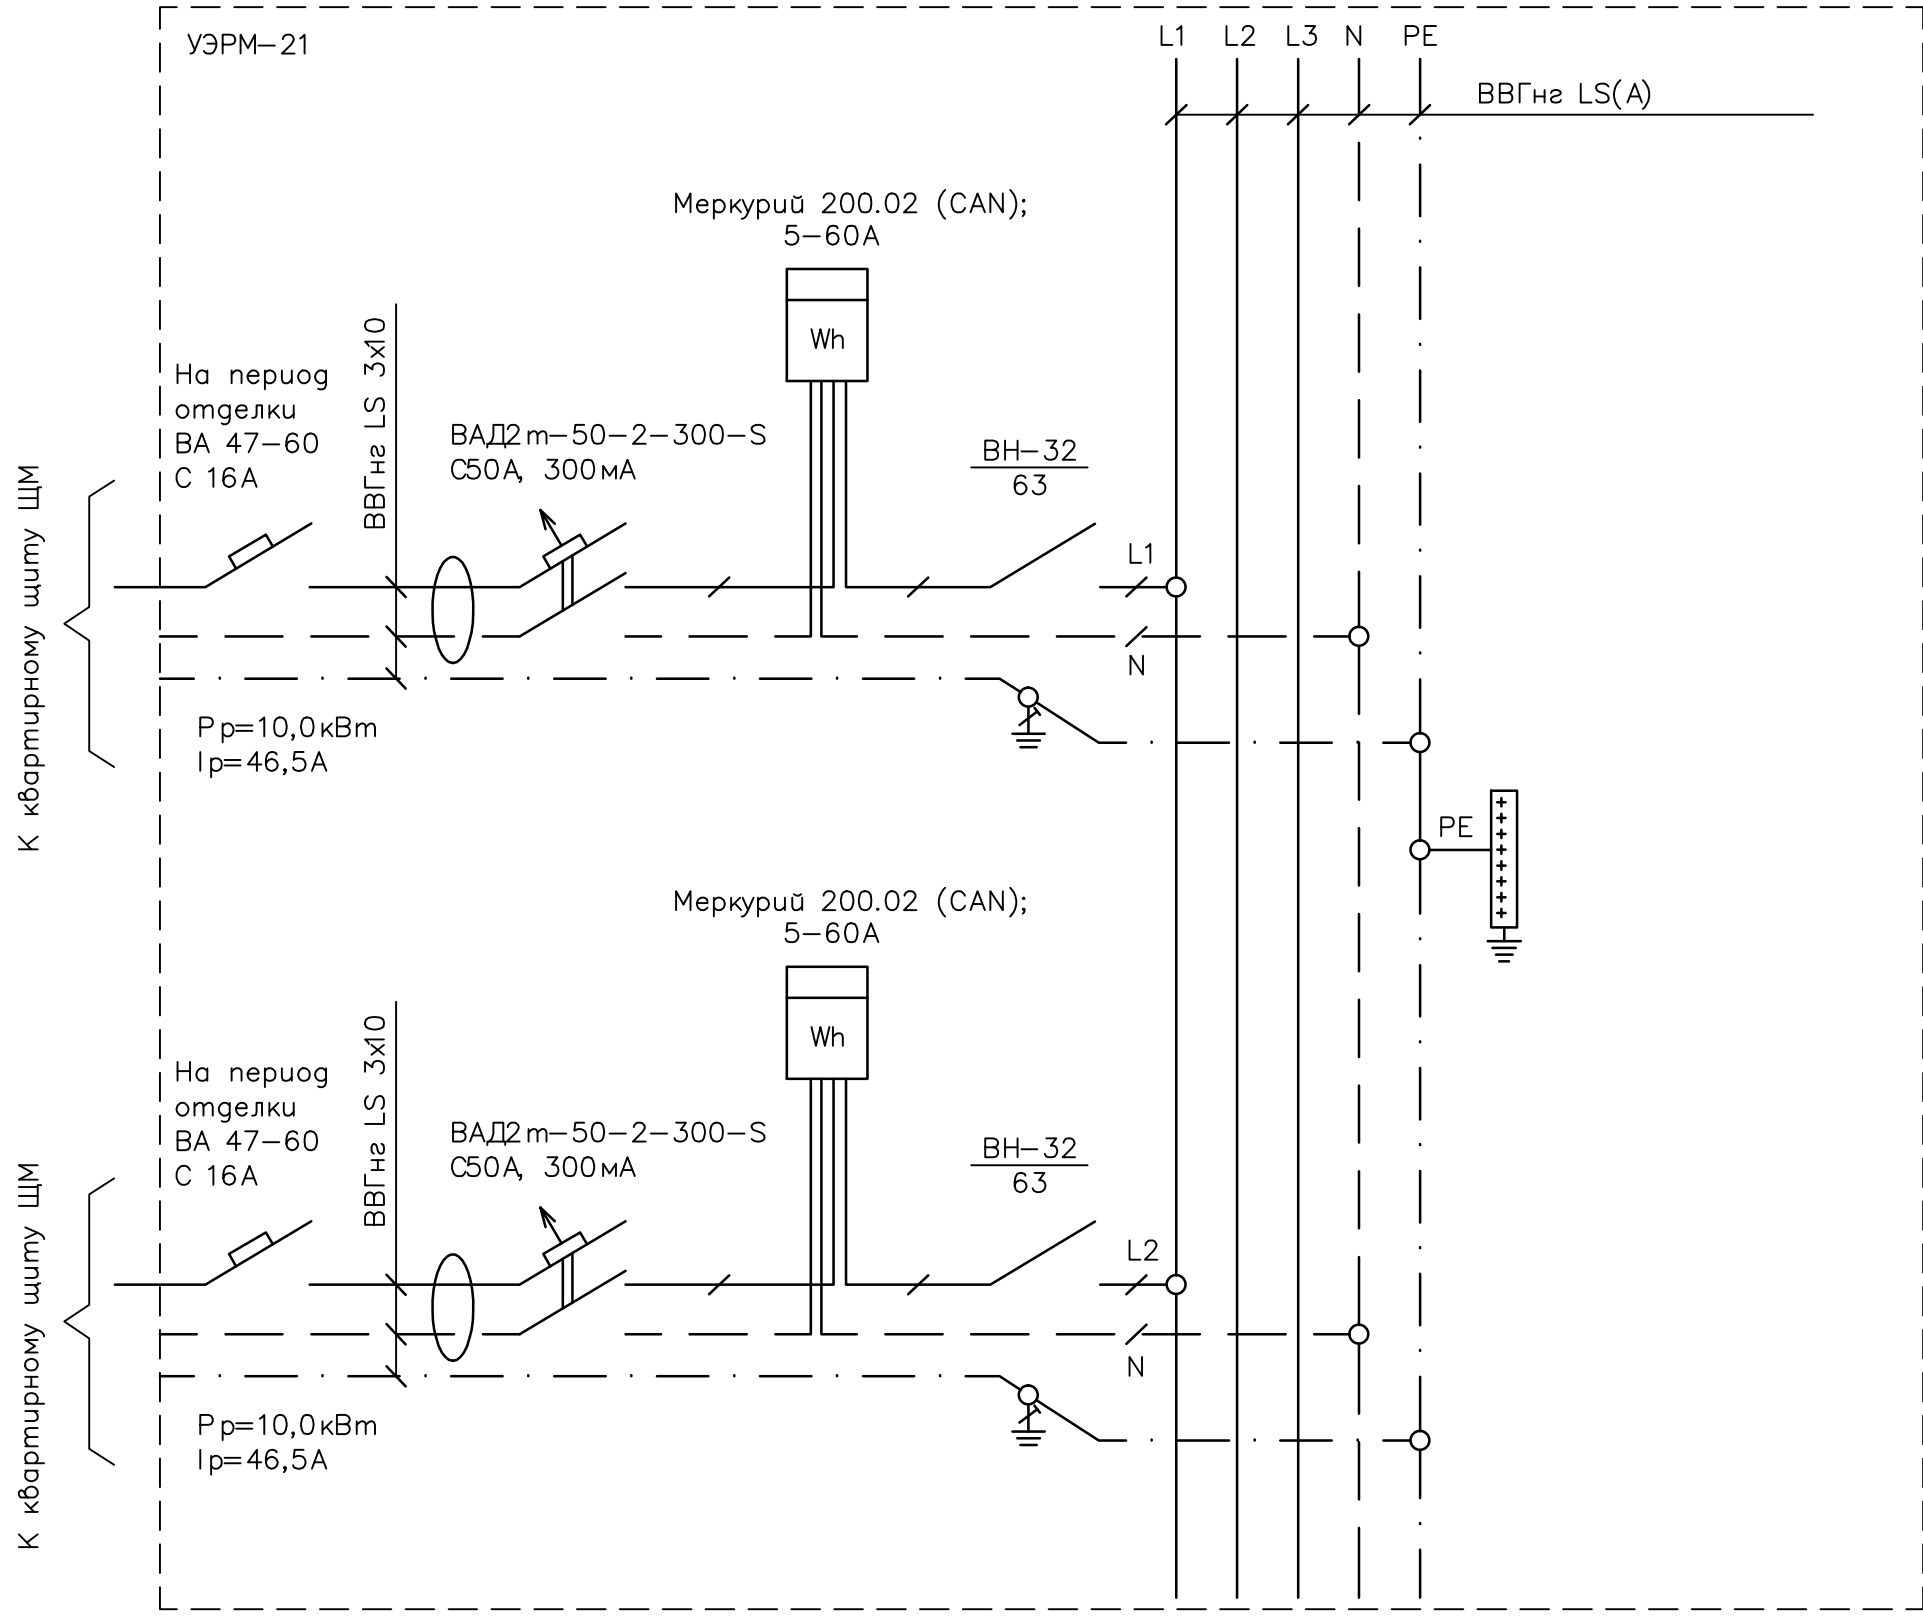 УЭРМ-21
L1 L2 L3 N PE
ВВГнг LS(A)
Меркурий 200.02 (CAN);
5-60А
Wh
На период
отделки
ВА 47-60
С 16А
ВВГнг LS 3х10
ВАД2т-50-2-300-S
С50А, 300мА
ВН-32
63
К квартирному щиту ЩМ
L1
N
Рр=10,0кВт
Iр=46,5А
PE
Меркурий 200.02 (CAN);
5-60А
Wh
На период
отделки
ВА 47-60
С 16А
ВВГнг LS 3х10
ВАД2т-50-2-300-S
С50А, 300мА
ВН-32
63
К квартирному щиту ЩМ
L2
N
Рр=10,0кВт
Iр=46,5А